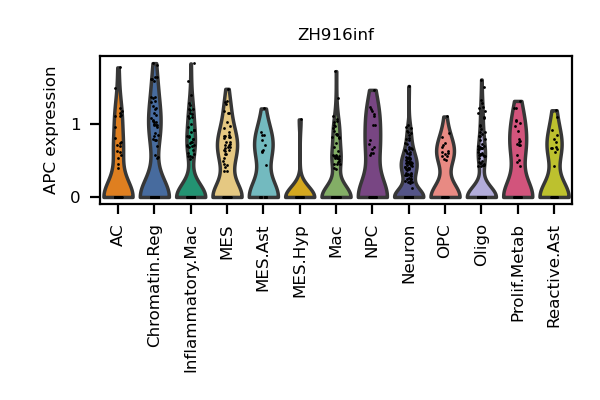 ZH916inf
APC expression
1
0
AC
Chromatin.Reg
Inflammatory.Mac
MES
MES.Ast
MES.Hyp
Mac
NPC
Neuron
OPC
Oligo
Prolif.Metab
Reactive.Ast